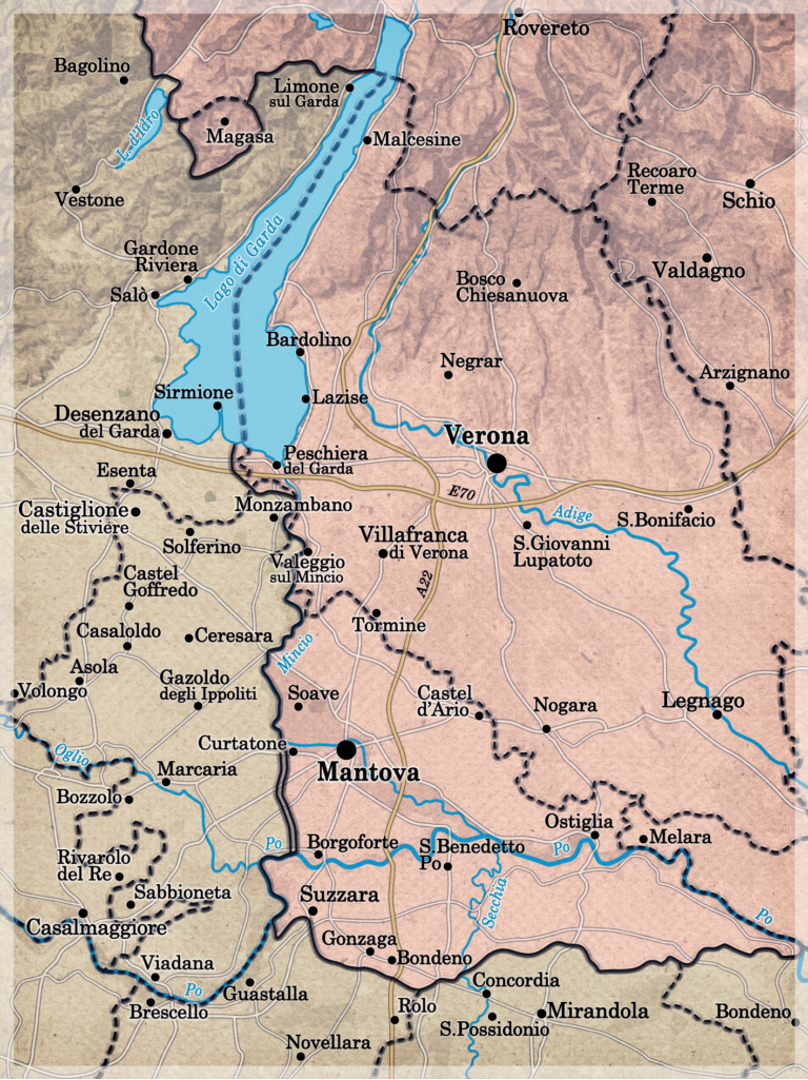 Rovereto
Bagolino
Limone
sul Garda
L. d'Idro
Magasa
Malcesine
Vestone
Recoaro
Terme
Schio
Gardone
Riviera
Lago di Garda
Valdagno
Salò
Bosco
Chiesanuova
Bardolino
Negrar
Arzignano
Sirmione
Lazise
Desenzano
del Garda
Verona
Peschiera
del Garda
Esenta
E70
Monzambano
Castiglione
delle Stiviere
Adige
S.Bonifacio
Solferino
Villafranca
di Verona
S.Giovanni
Lupatoto
Valeggio
sul Mincio
Castel
Goffredo
A22
Tormine
Casaloldo
Ceresara
Mincio
Asola
Volongo
Gazoldo
degli Ippoliti
Soave
Castel
d'Ario
Nogara
Legnago
Curtatone
Oglio
Marcaria
Mantova
Bozzolo
Ostiglia
Melara
Po
Borgoforte
S.Benedetto
Po
Po
Rivarolo
del Re
Sabbioneta
Suzzara
Secchia
Po
Casalmaggiore
Gonzaga
Bondeno
Viadana
Po
Guastalla
Concordia
Brescello
Rolo
Mirandola
Bondeno
S.Possidonio
Novellara